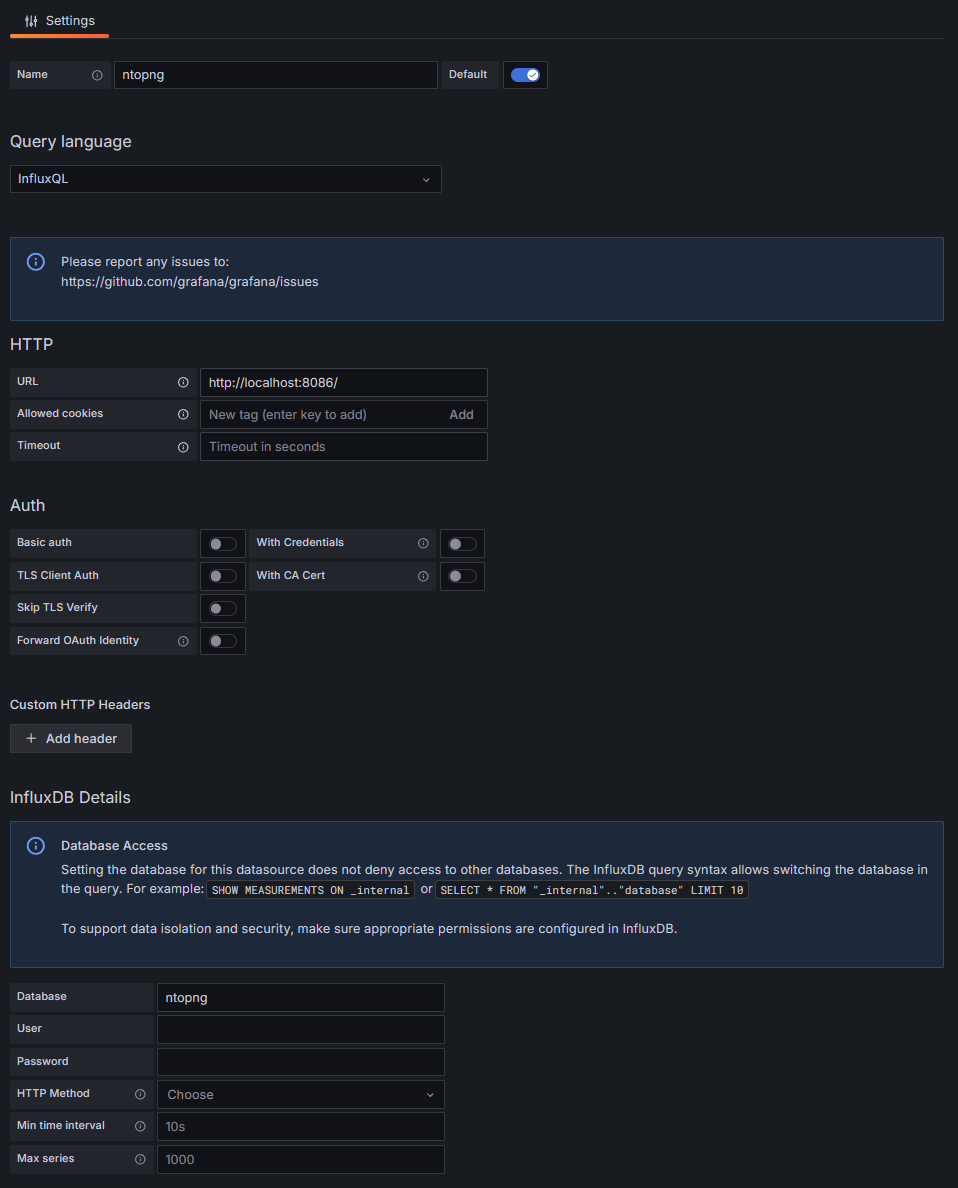 Settings
Name ntopng Default
Query language
InfluxQL
Please report any issues to:
https://github.com/grafana/grafana/issues
HTTP
URL http://localhost:8086/
Allowed cookies New tag (enter key to add) Add
Timeout Timeout in seconds
Auth
Basic auth With Credentials
TLS Client Auth With CA Cert
Skip TLS Verify
Forward OAuth Identity
Custom HTTP Headers
+ Add header
InfluxDB Details
Database Access
Setting the database for this datasource does not deny access to other databases. The InfluxDB query syntax allows switching the database in
the query. For example: SHOW MEASUREMENTS ON _internal or SELECT * FROM "_internal".."database" LIMIT 10
To support data isolation and security, make sure appropriate permissions are configured in InfluxDB.
Database ntopng
User
Password
HTTP Method Choose
Min time interval 10s
Max series 1000